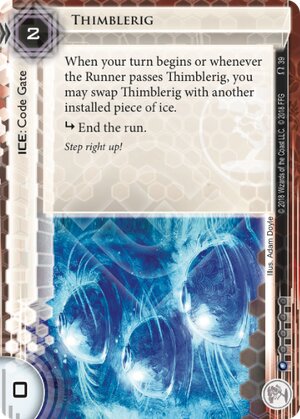 THIMBLERIG
2
ICE: Code Gate
When your turn begins or whenever
the Runner passes Thimblerig, you
may swap Thimblerig with another
installed piece of ice.
↳ End the run.
Step right up!
39
© 2018 Wizards of the Coast LLC. © 2018 FFG
Illus. Adam Doyle
0